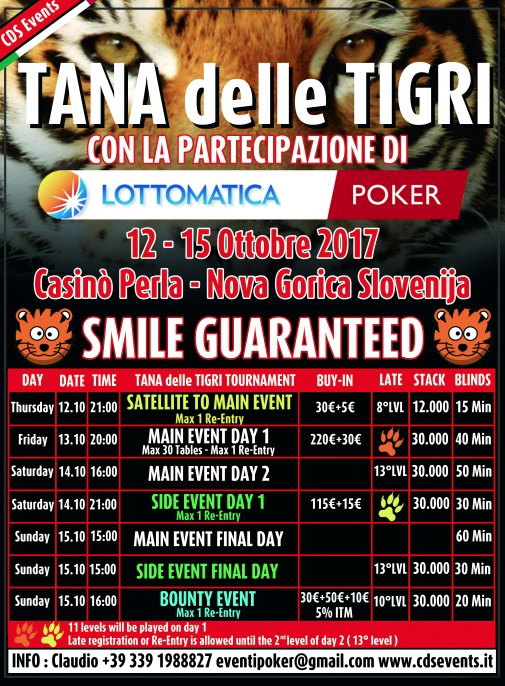 CDS Events
TANA delle TIGRI
CON LA PARTECIPAZIONE DI
LOTTOMATICA POKER
12 - 15 Ottobre 2017
Casinò Perla - Nova Gorica Slovenija
SMILE GUARANTEED
DAY DATE TIME TANA delle TIGRI TOURNAMENT BUY-IN LATE STACK BLINDS
Thursday 12.10 21:00 SATELLITE TO MAIN EVENT 30€+5€ 8°LVL 12.000 15 Min
Max 1 Re-Entry
Friday 13.10 20:00 MAIN EVENT DAY 1 220€+30€ 30.000 40 Min
Max 30 Tables - Max 1 Re-Entry
Saturday 14.10 16:00 MAIN EVENT DAY 2 13°LVL 30.000 50 Min
Saturday 14.10 21:00 SIDE EVENT DAY 1 115€+15€ 30.000 30 Min
Max 1 Re-Entry
Sunday 15.10 15:00 MAIN EVENT FINAL DAY 60 Min
Sunday 15.10 15:00 SIDE EVENT FINAL DAY 13°LVL 30.000 30 Min
Sunday 15.10 16:00 BOUNTY EVENT 30€+50€+10€ 10°LVL 30.000 20 Min
Max 1 Re-Entry 5% ITM
11 levels will be played on day 1
Late registration or Re-Entry is allowed until the 2nd level of day 2 ( 13° level )
INFO : Claudio +39 339 1988827 eventipoker@gmail.com www.cdsevents.it